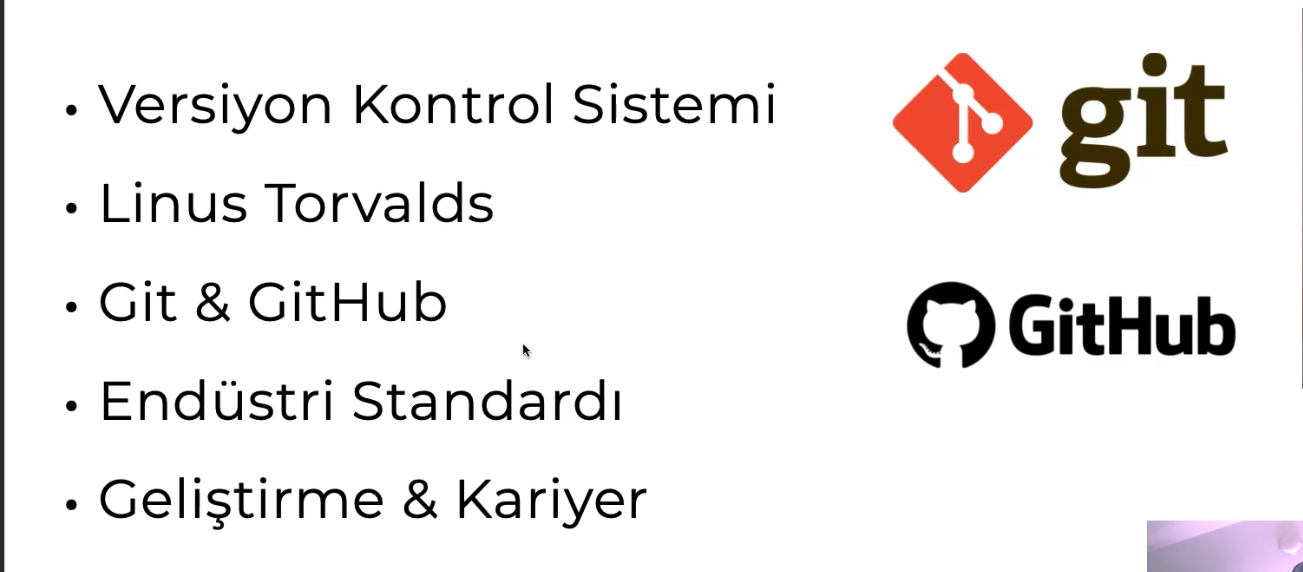 • Versiyon Kontrol Sistemi
• Linus Torvalds
• Git & GitHub
• Endüstri Standardı
• Geliştirme & Kariyer
git
GitHub